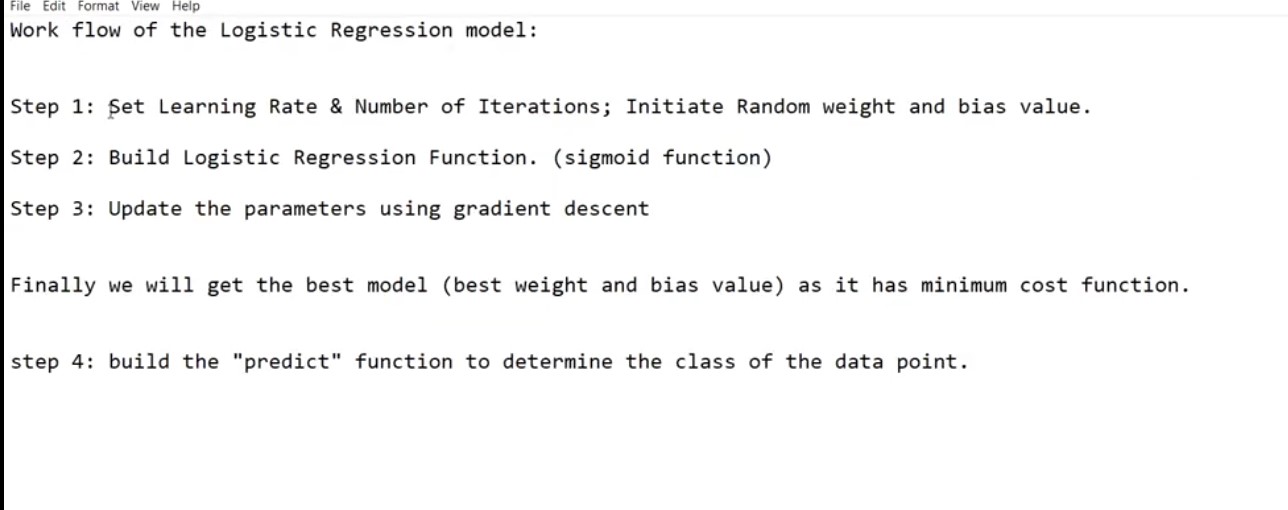 File Edit Format View Help
Work flow of the Logistic Regression model:
Step 1: Set Learning Rate & Number of Iterations; Initiate Random weight and bias value.
Step 2: Build Logistic Regression Function. (sigmoid function)
Step 3: Update the parameters using gradient descent
Finally we will get the best model (best weight and bias value) as it has minimum cost function.
step 4: build the "predict" function to determine the class of the data point.